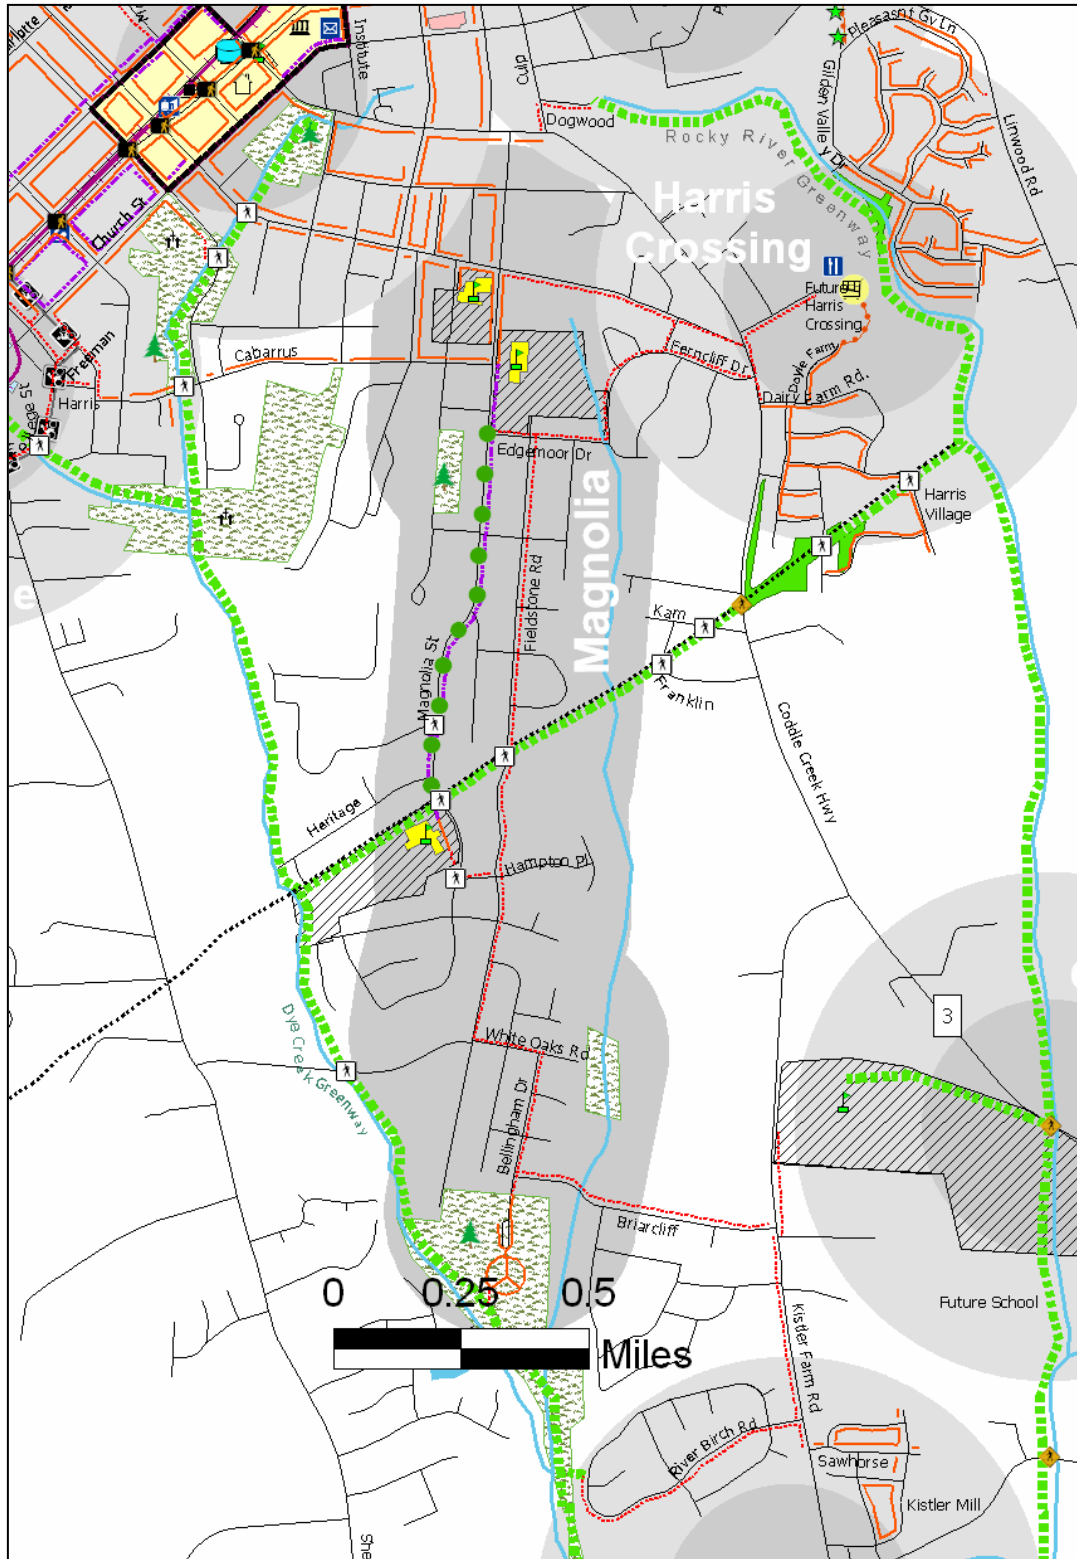 Institute
Pleasasnt Gv Ln
Gilden Valley Dr
Linwood Rd
Dogwood
Rocky River Greenway
Harris
Crossing
Church St
Future
Harris
Crossing
Freeman
Cabarrus
Ferncliff Dr
Doyle Farm
Dairy Farm Rd.
Harris
Edgemoor Dr
Magnolia
Harris
Village
Fieldstone Rd
Kam
Magnolia St
Franklin
Coddle Creek Hwy
Heritage
Hampton Pl
3
Dye Creek Greenway
White Oaks Rd
Bellingham Dr
Briarcliff
0 0.25 0.5
Miles
Future School
Kistler Farm Rd
River Birch Rd
Sawhorse
Kistler Mill
She